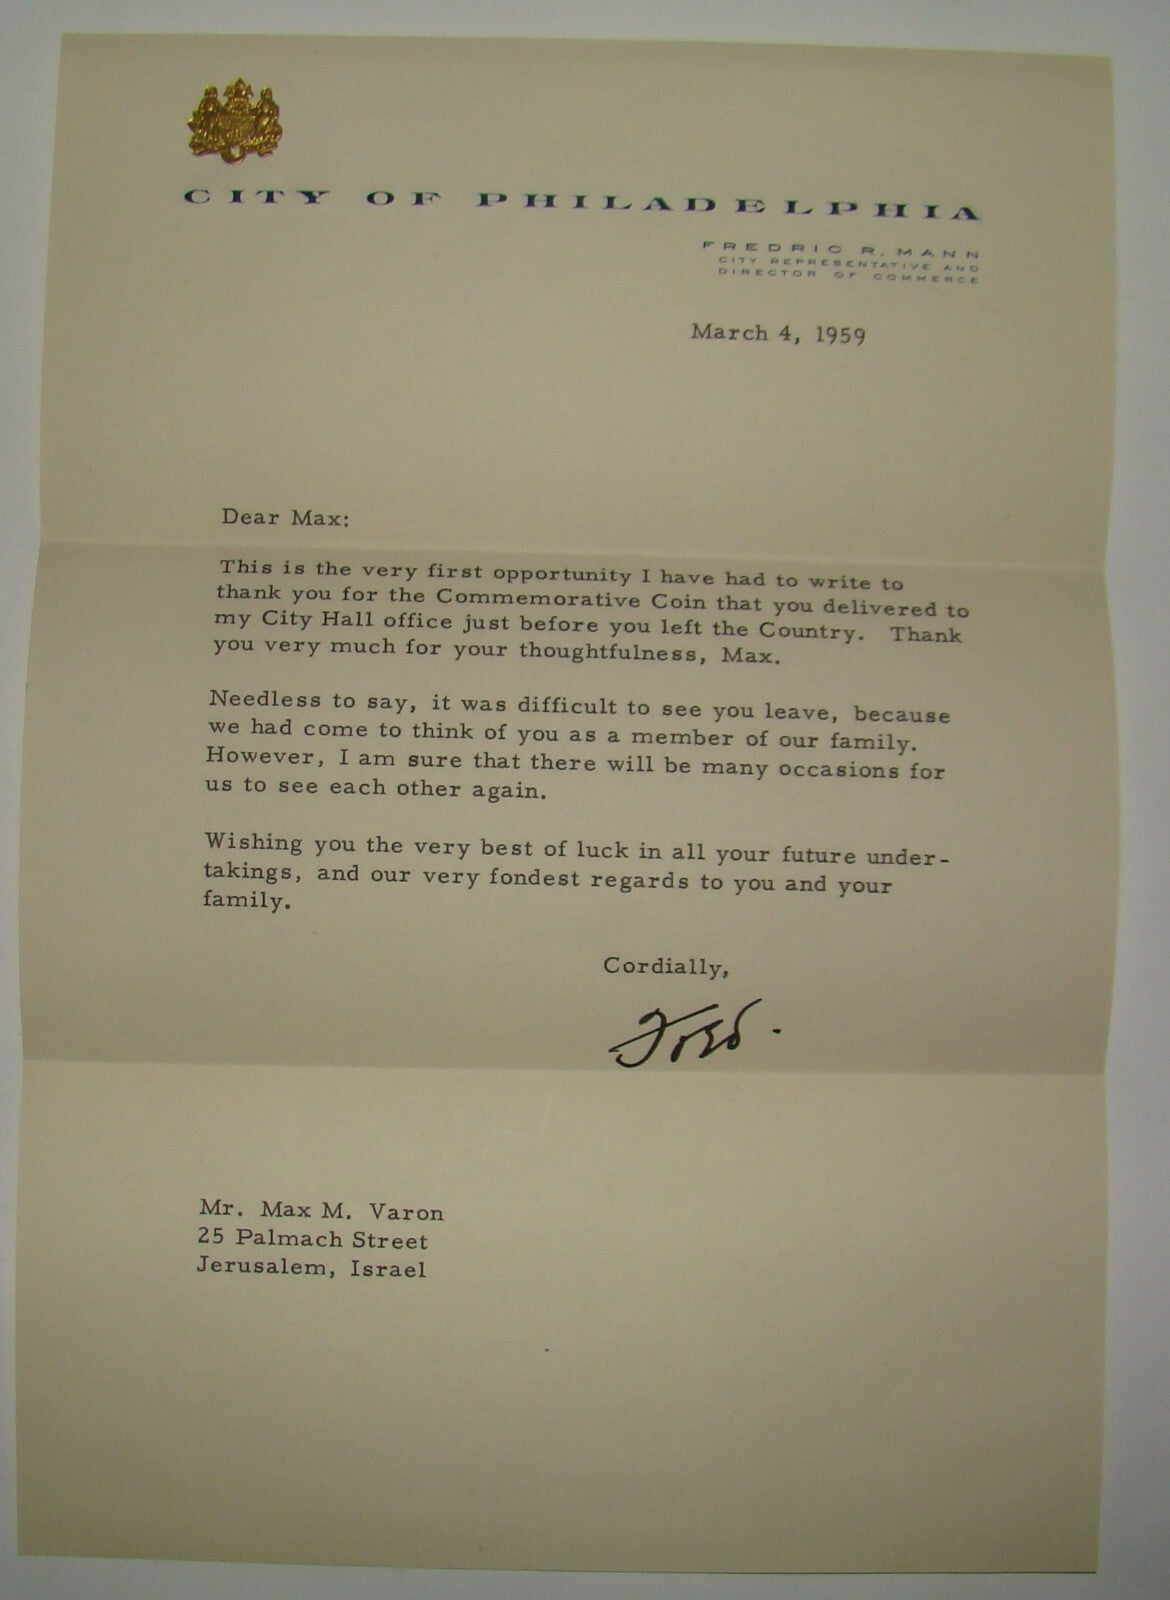 CITY OF PHILADELPHIA
FREDRIC R. MANN
CITY REPRESENTATIVE AND
DIRECTOR OF COMMERCE
March 4, 1959
Dear Max:
This is the very first opportunity I have had to write to
thank you for the Commemorative Coin that you delivered to
my City Hall office just before you left the Country. Thank
you very much for your thoughtfulness, Max.
Needless to say, it was difficult to see you leave, because
we had come to think of you as a member of our family.
However, I am sure that there will be many occasions for
us to see each other again.
Wishing you the very best of luck in all your future under-
takings, and our very fondest regards to you and your
family.
Cordially,
Fred.
Mr. Max M. Varon
25 Palmach Street
Jerusalem, Israel